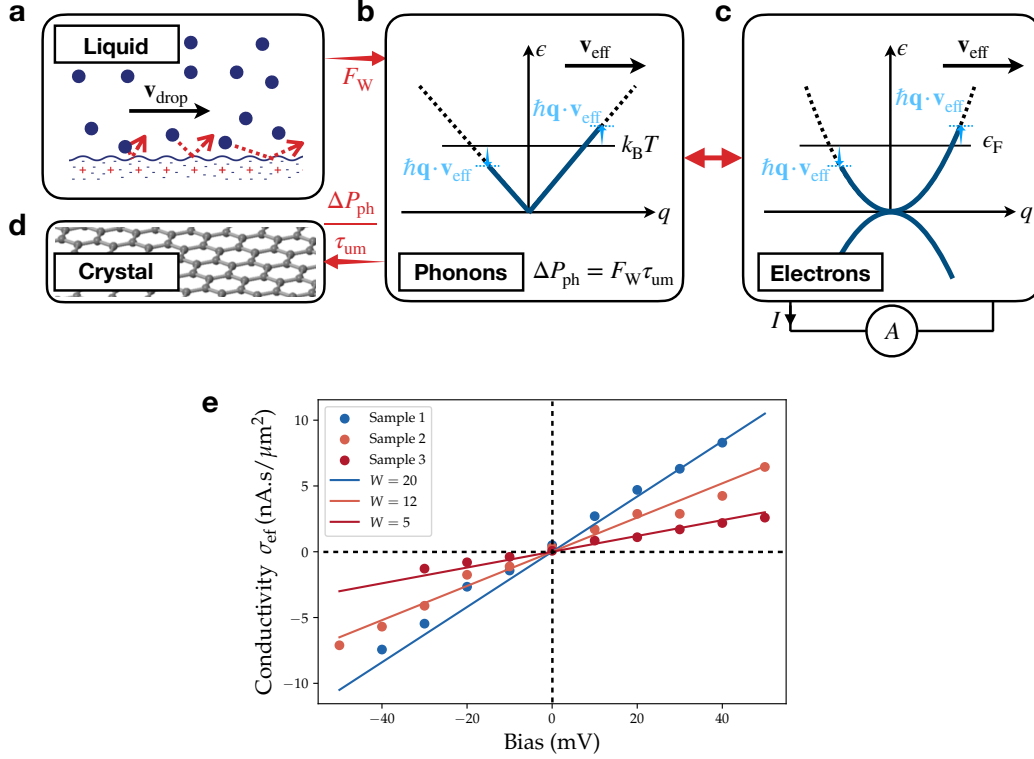 a
Liquid
v_drop
F_W
b
ϵ
v_eff
ħq·v_eff
k_BT
ħq·v_eff
q
Phonons
ΔP_ph = F_Wτ_um
c
ϵ
v_eff
ħq·v_eff
ϵ_F
ħq·v_eff
q
Electrons
I
A
ΔP_ph
τ_um
d
Crystal
e
Conductivity σ_ef (nA.s/μm²)
10
5
0
−5
−10
Sample 1
Sample 2
Sample 3
W = 20
W = 12
W = 5
−40
−20
0
20
40
Bias (mV)